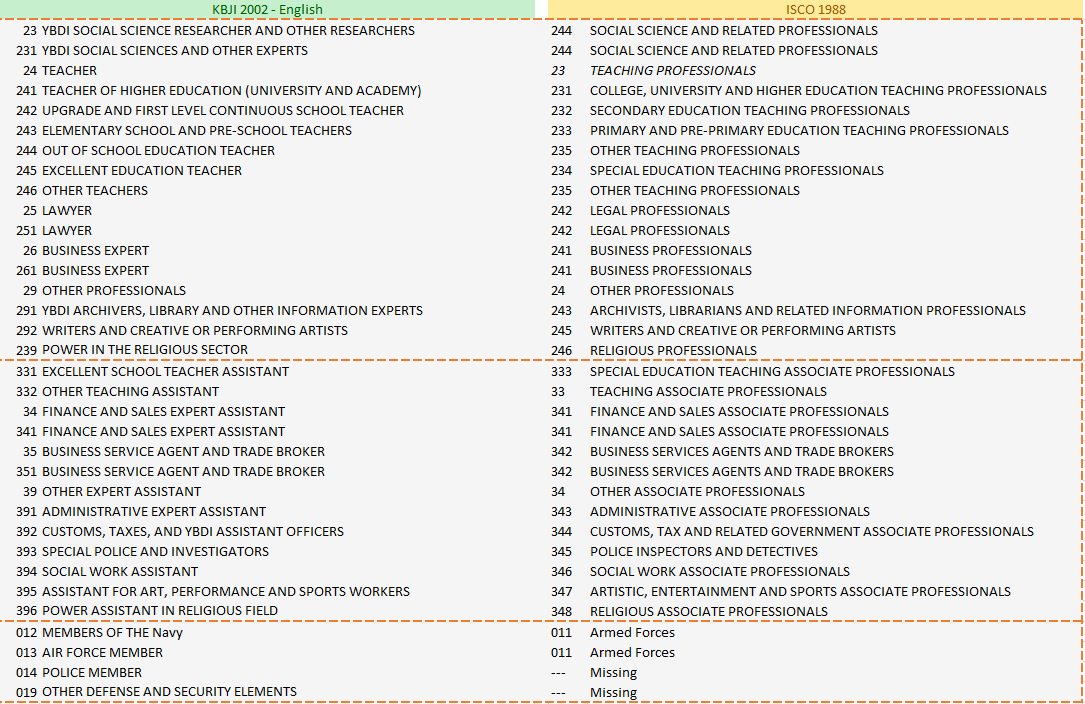 KBJI 2002 - English ISCO 1988
23 YBDI SOCIAL SCIENCE RESEARCHER AND OTHER RESEARCHERS 244 SOCIAL SCIENCE AND RELATED PROFESSIONALS
231 YBDI SOCIAL SCIENCES AND OTHER EXPERTS 244 SOCIAL SCIENCE AND RELATED PROFESSIONALS
24 TEACHER 23 TEACHING PROFESSIONALS
241 TEACHER OF HIGHER EDUCATION (UNIVERSITY AND ACADEMY) 231 COLLEGE, UNIVERSITY AND HIGHER EDUCATION TEACHING PROFESSIONALS
242 UPGRADE AND FIRST LEVEL CONTINUOUS SCHOOL TEACHER 232 SECONDARY EDUCATION TEACHING PROFESSIONALS
243 ELEMENTARY SCHOOL AND PRE-SCHOOL TEACHERS 233 PRIMARY AND PRE-PRIMARY EDUCATION TEACHING PROFESSIONALS
244 OUT OF SCHOOL EDUCATION TEACHER 235 OTHER TEACHING PROFESSIONALS
245 EXCELLENT EDUCATION TEACHER 234 SPECIAL EDUCATION TEACHING PROFESSIONALS
246 OTHER TEACHERS 235 OTHER TEACHING PROFESSIONALS
25 LAWYER 242 LEGAL PROFESSIONALS
251 LAWYER 242 LEGAL PROFESSIONALS
26 BUSINESS EXPERT 241 BUSINESS PROFESSIONALS
261 BUSINESS EXPERT 241 BUSINESS PROFESSIONALS
29 OTHER PROFESSIONALS 24 OTHER PROFESSIONALS
291 YBDI ARCHIVERS, LIBRARY AND OTHER INFORMATION EXPERTS 243 ARCHIVISTS, LIBRARIANS AND RELATED INFORMATION PROFESSIONALS
292 WRITERS AND CREATIVE OR PERFORMING ARTISTS 245 WRITERS AND CREATIVE OR PERFORMING ARTISTS
239 POWER IN THE RELIGIOUS SECTOR 246 RELIGIOUS PROFESSIONALS
331 EXCELLENT SCHOOL TEACHER ASSISTANT 333 SPECIAL EDUCATION TEACHING ASSOCIATE PROFESSIONALS
332 OTHER TEACHING ASSISTANT 33 TEACHING ASSOCIATE PROFESSIONALS
34 FINANCE AND SALES EXPERT ASSISTANT 341 FINANCE AND SALES ASSOCIATE PROFESSIONALS
341 FINANCE AND SALES EXPERT ASSISTANT 341 FINANCE AND SALES ASSOCIATE PROFESSIONALS
35 BUSINESS SERVICE AGENT AND TRADE BROKER 342 BUSINESS SERVICES AGENTS AND TRADE BROKERS
351 BUSINESS SERVICE AGENT AND TRADE BROKER 342 BUSINESS SERVICES AGENTS AND TRADE BROKERS
39 OTHER EXPERT ASSISTANT 34 OTHER ASSOCIATE PROFESSIONALS
391 ADMINISTRATIVE EXPERT ASSISTANT 343 ADMINISTRATIVE ASSOCIATE PROFESSIONALS
392 CUSTOMS, TAXES, AND YBDI ASSISTANT OFFICERS 344 CUSTOMS, TAX AND RELATED GOVERNMENT ASSOCIATE PROFESSIONALS
393 SPECIAL POLICE AND INVESTIGATORS 345 POLICE INSPECTORS AND DETECTIVES
394 SOCIAL WORK ASSISTANT 346 SOCIAL WORK ASSOCIATE PROFESSIONALS
395 ASSISTANT FOR ART, PERFORMANCE AND SPORTS WORKERS 347 ARTISTIC, ENTERTAINMENT AND SPORTS ASSOCIATE PROFESSIONALS
396 POWER ASSISTANT IN RELIGIOUS FIELD 348 RELIGIOUS ASSOCIATE PROFESSIONALS
012 MEMBERS OF THE Navy 011 Armed Forces
013 AIR FORCE MEMBER 011 Armed Forces
014 POLICE MEMBER --- Missing
019 OTHER DEFENSE AND SECURITY ELEMENTS --- Missing